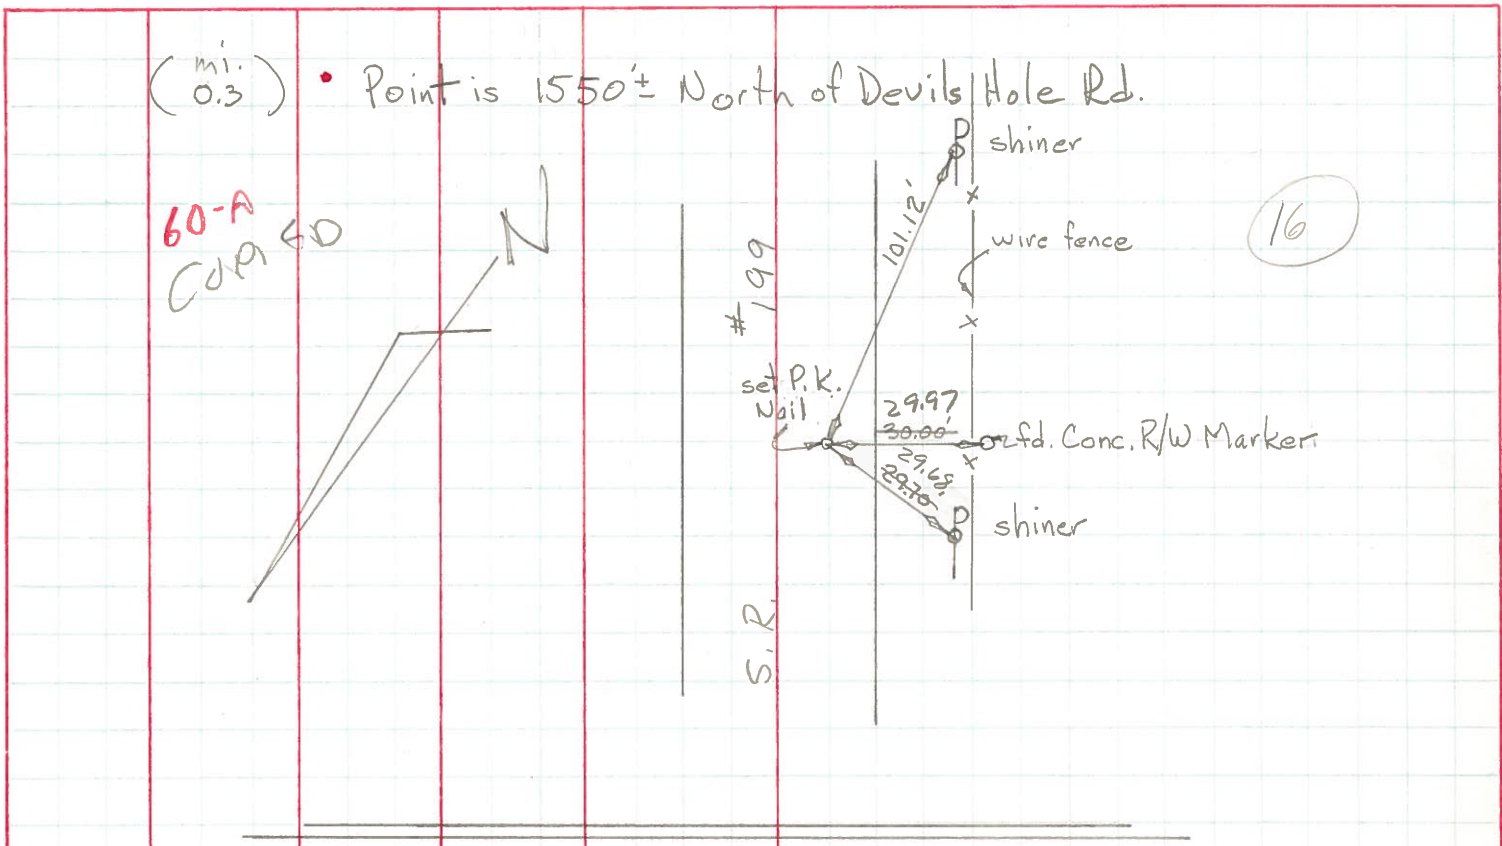 (mi. 0.3) • Point is 1550'± North of Devils Hole Rd.
P shiner
60-A
COPIED
N
101.12'
16
wire fence
# 199
set P.K.
Nail
29.97
30.00'
fd. Conc. R/W Marker
29.68'
29.70'
P shiner
S.R.